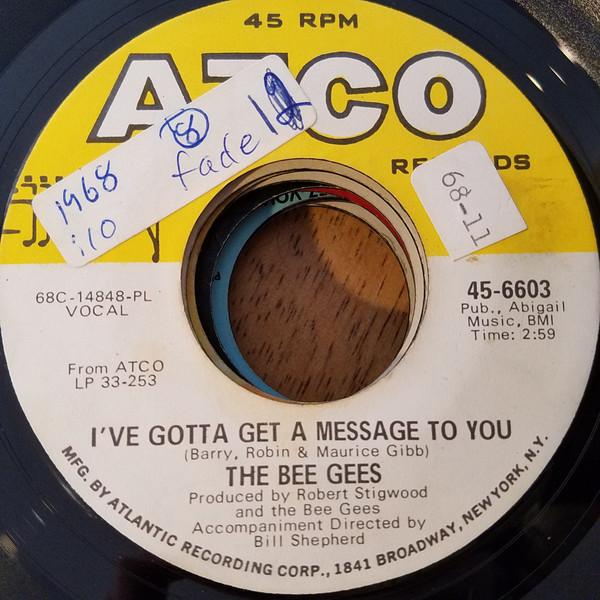 45 RPM
ATCO
RECORDS
1968 8 fade
:10
68-11
68C-14848-PL
VOCAL
45-6603
Pub., Abigail
Music, BMI
Time: 2:59
From ATCO
LP 33-253
I'VE GOTTA GET A MESSAGE TO YOU
(Barry, Robin & Maurice Gibb)
THE BEE GEES
Produced by Robert Stigwood
and the Bee Gees
Accompaniment Directed by
Bill Shepherd
MFG. BY ATLANTIC RECORDING CORP., 1841 BROADWAY, NEW YORK, N.Y.